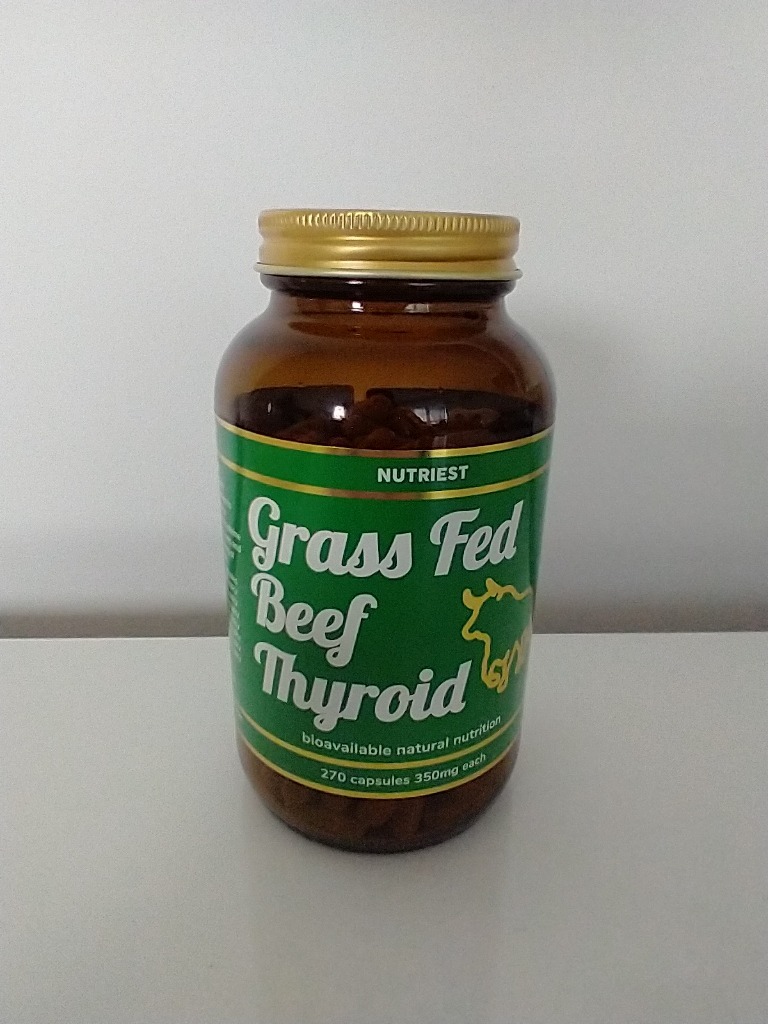 NUTRIEST
Grass Fed
Beef
Thyroid
bioavailable natural nutrition
270 capsules 350mg each